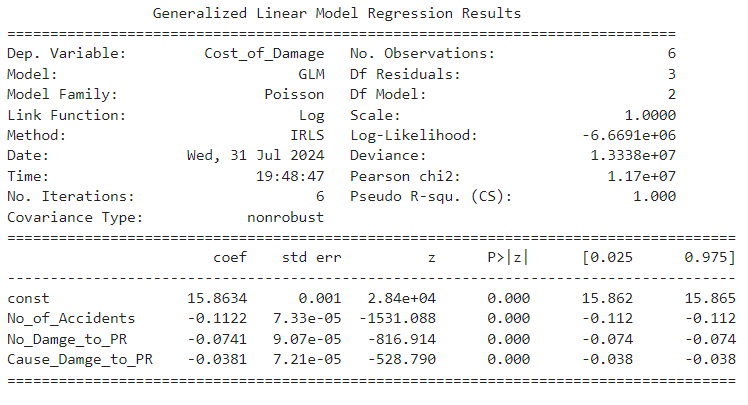 Generalized Linear Model Regression Results
==============================================================================
Dep. Variable: Cost_of_Damage No. Observations: 6
Model: GLM Df Residuals: 3
Model Family: Poisson Df Model: 2
Link Function: Log Scale: 1.0000
Method: IRLS Log-Likelihood: -6.6691e+06
Date: Wed, 31 Jul 2024 Deviance: 1.3338e+07
Time: 19:48:47 Pearson chi2: 1.17e+07
No. Iterations: 6 Pseudo R-squ. (CS): 1.000
Covariance Type: nonrobust
=====================================================================================
coef std err z P>|z| [0.025 0.975]
-------------------------------------------------------------------------------------
const 15.8634 0.001 2.84e+04 0.000 15.862 15.865
No_of_Accidents -0.1122 7.33e-05 -1531.088 0.000 -0.112 -0.112
No_Damge_to_PR -0.0741 9.07e-05 -816.914 0.000 -0.074 -0.074
Cause_Damge_to_PR -0.0381 7.21e-05 -528.790 0.000 -0.038 -0.038
=====================================================================================